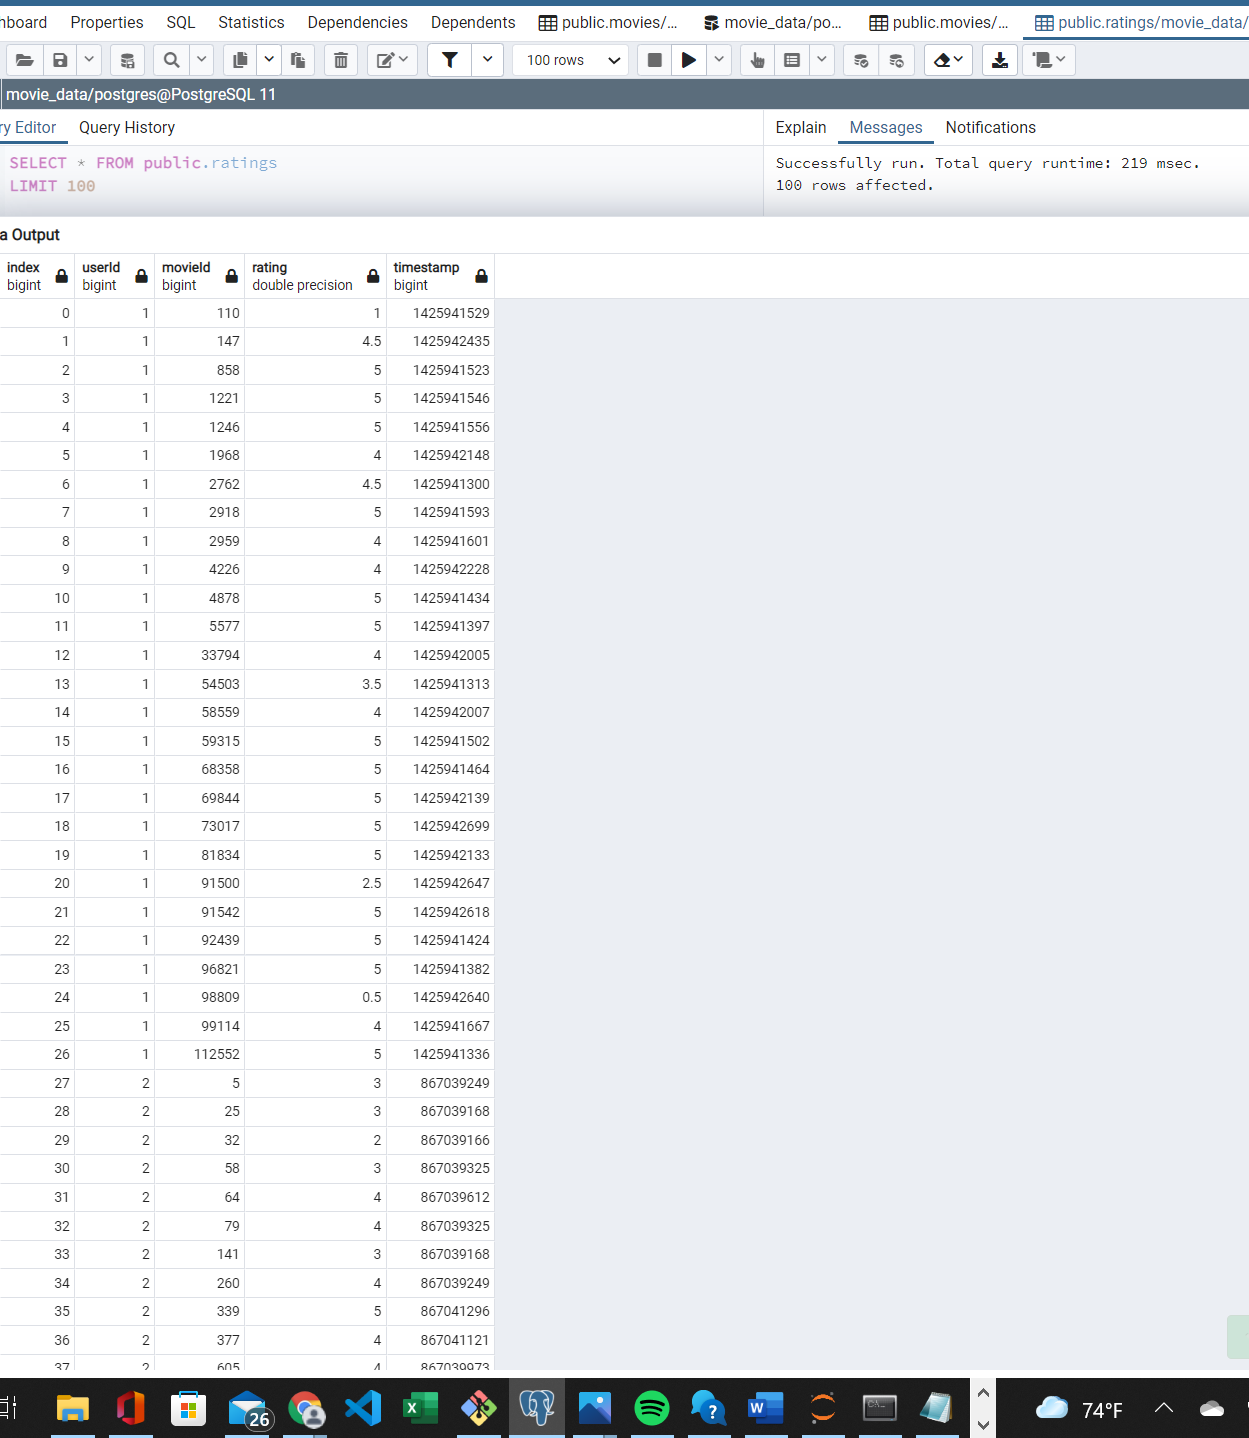 hboard Properties SQL Statistics Dependencies Dependents public.movies/... movie_data/po... public.movies/... public.ratings/movie_data/
100 rows
movie_data/postgres@PostgreSQL 11
ry Editor Query History Explain Messages Notifications
SELECT * FROM public.ratings
LIMIT 100
Successfully run. Total query runtime: 219 msec.
100 rows affected.
a Output
index userId movieId rating timestamp
bigint bigint bigint double precision bigint
0 1 110 1 1425941529
1 1 147 4.5 1425942435
2 1 858 5 1425941523
3 1 1221 5 1425941546
4 1 1246 5 1425941556
5 1 1968 4 1425942148
6 1 2762 4.5 1425941300
7 1 2918 5 1425941593
8 1 2959 4 1425941601
9 1 4226 4 1425942228
10 1 4878 5 1425941434
11 1 5577 5 1425941397
12 1 33794 4 1425942005
13 1 54503 3.5 1425941313
14 1 58559 4 1425942007
15 1 59315 5 1425941502
16 1 68358 5 1425941464
17 1 69844 5 1425942139
18 1 73017 5 1425942699
19 1 81834 5 1425942133
20 1 91500 2.5 1425942647
21 1 91542 5 1425942618
22 1 92439 5 1425941424
23 1 96821 5 1425941382
24 1 98809 0.5 1425942640
25 1 99114 4 1425941667
26 1 112552 5 1425941336
27 2 5 3 867039249
28 2 25 3 867039168
29 2 32 2 867039166
30 2 58 3 867039325
31 2 64 4 867039612
32 2 79 4 867039325
33 2 141 3 867039168
34 2 260 4 867039249
35 2 339 5 867041296
36 2 377 4 867041121
37 2 605 4 867039973
26 74°F